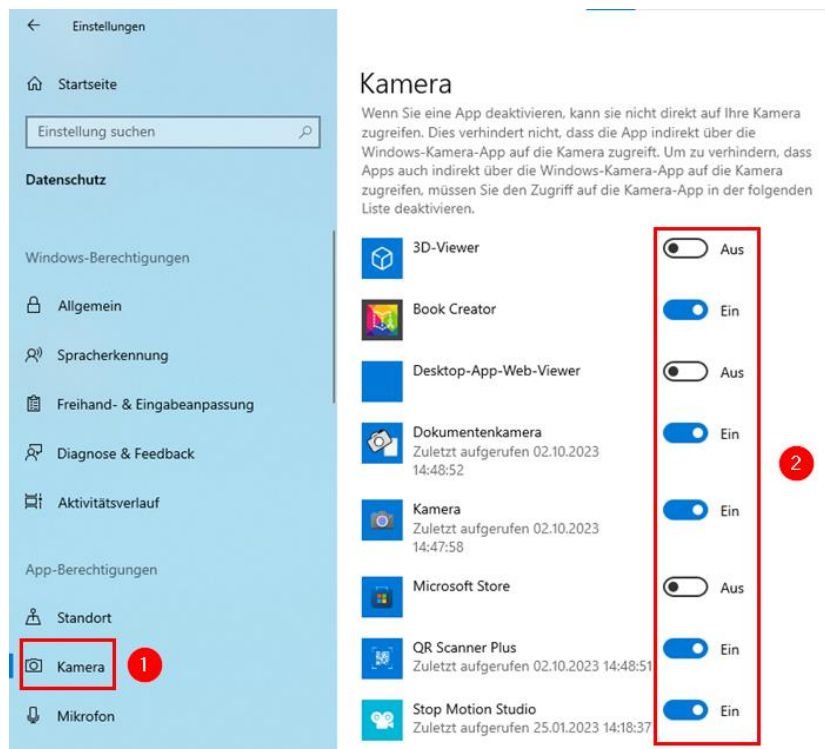 Einstellungen
Startseite
Einstellung suchen
Datenschutz
Windows-Berechtigungen
Allgemein
Spracherkennung
Freihand- & Eingabeanpassung
Diagnose & Feedback
Aktivitätsverlauf
App-Berechtigungen
Standort
Kamera
1
Mikrofon
Kamera
Wenn Sie eine App deaktivieren, kann sie nicht direkt auf Ihre Kamera
zugreifen. Dies verhindert nicht, dass die App indirekt über die
Windows-Kamera-App auf die Kamera zugreift. Um zu verhindern, dass
Apps auch indirekt über die Windows-Kamera-App auf die Kamera
zugreifen, müssen Sie den Zugriff auf die Kamera-App in der folgenden
Liste deaktivieren.
3D-Viewer
Aus
Book Creator
Ein
Desktop-App-Web-Viewer
Aus
Dokumentenkamera
Ein
Zuletzt aufgerufen 02.10.2023
14:48:52
2
Kamera
Ein
Zuletzt aufgerufen 02.10.2023
14:47:58
Microsoft Store
Aus
QR Scanner Plus
Ein
Zuletzt aufgerufen 02.10.2023 14:48:51
Stop Motion Studio
Ein
Zuletzt aufgerufen 25.01.2023 14:18:37